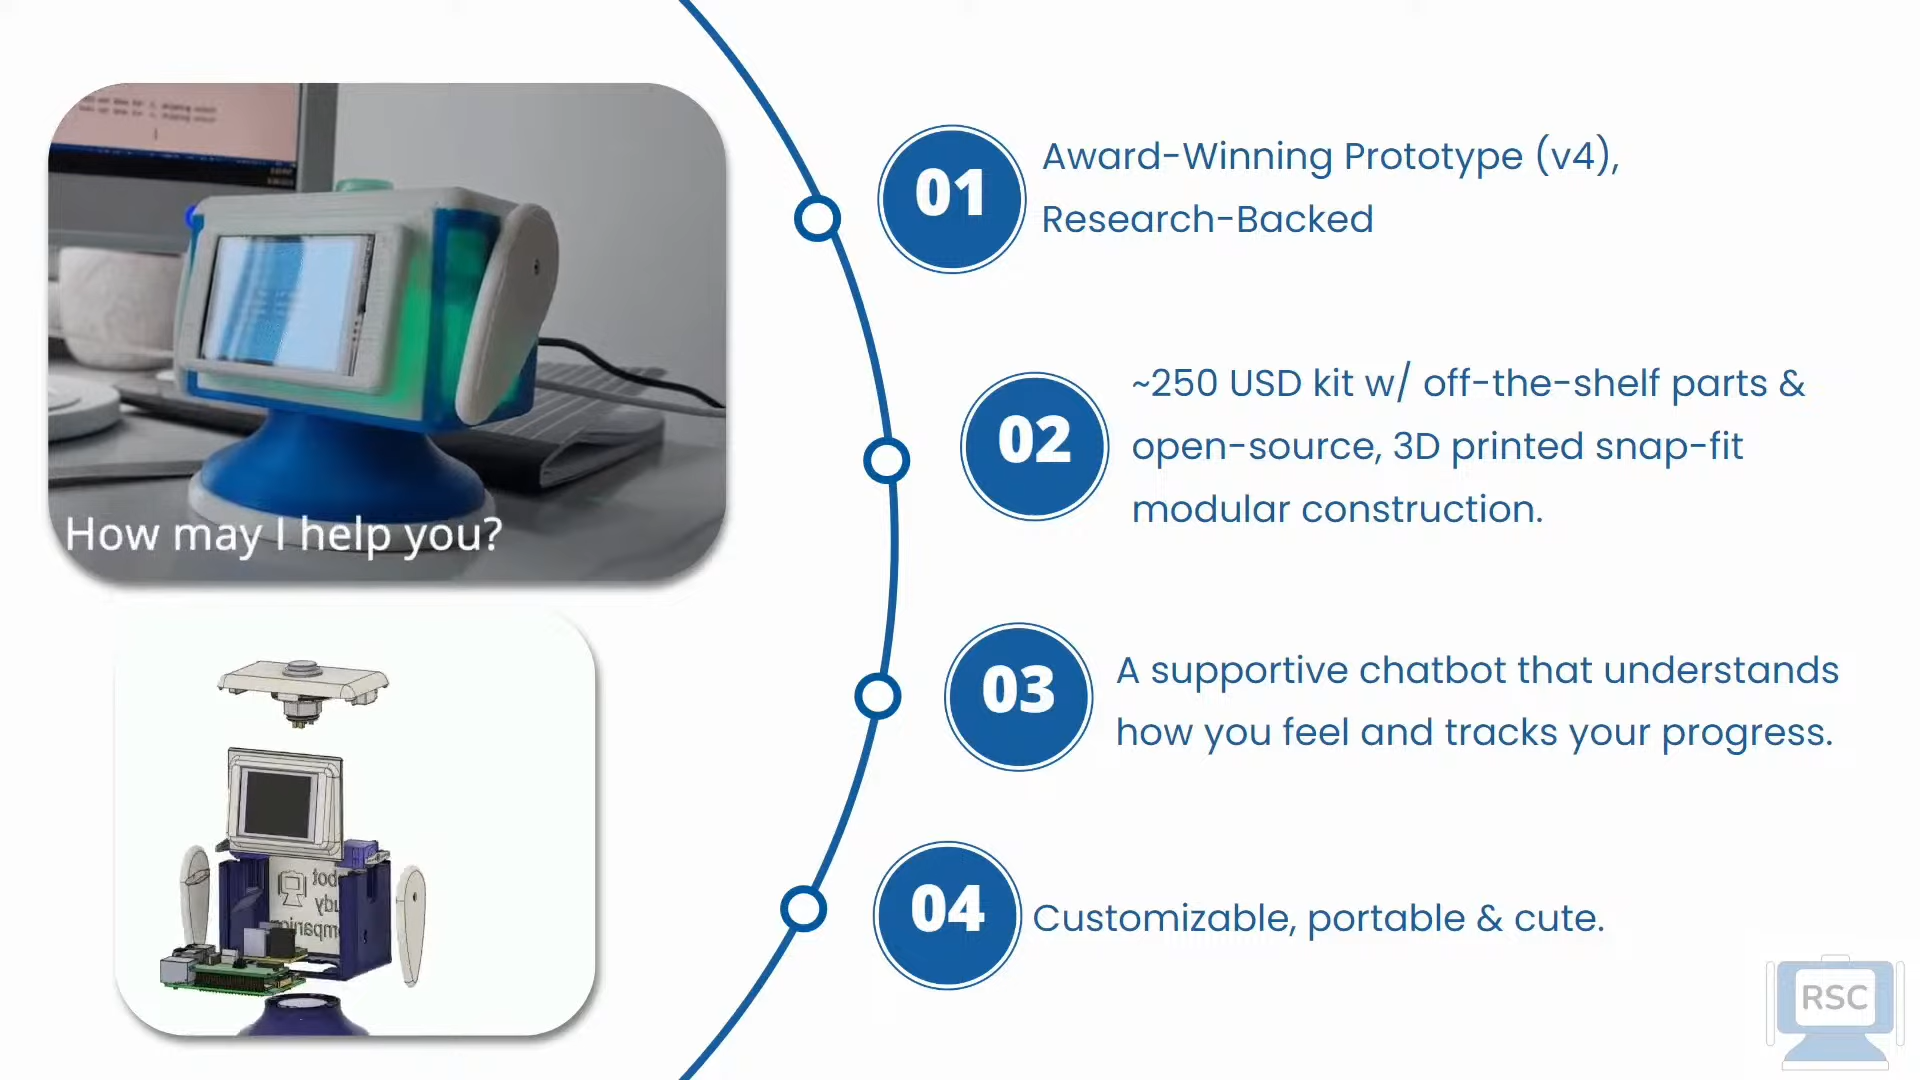 How may I help you?
01
Award-Winning Prototype (v4),
Research-Backed
02
~250 USD kit w/ off-the-shelf parts &
open-source, 3D printed snap-fit
modular construction.
03
A supportive chatbot that understands
how you feel and tracks your progress.
04
Customizable, portable & cute.
RSC